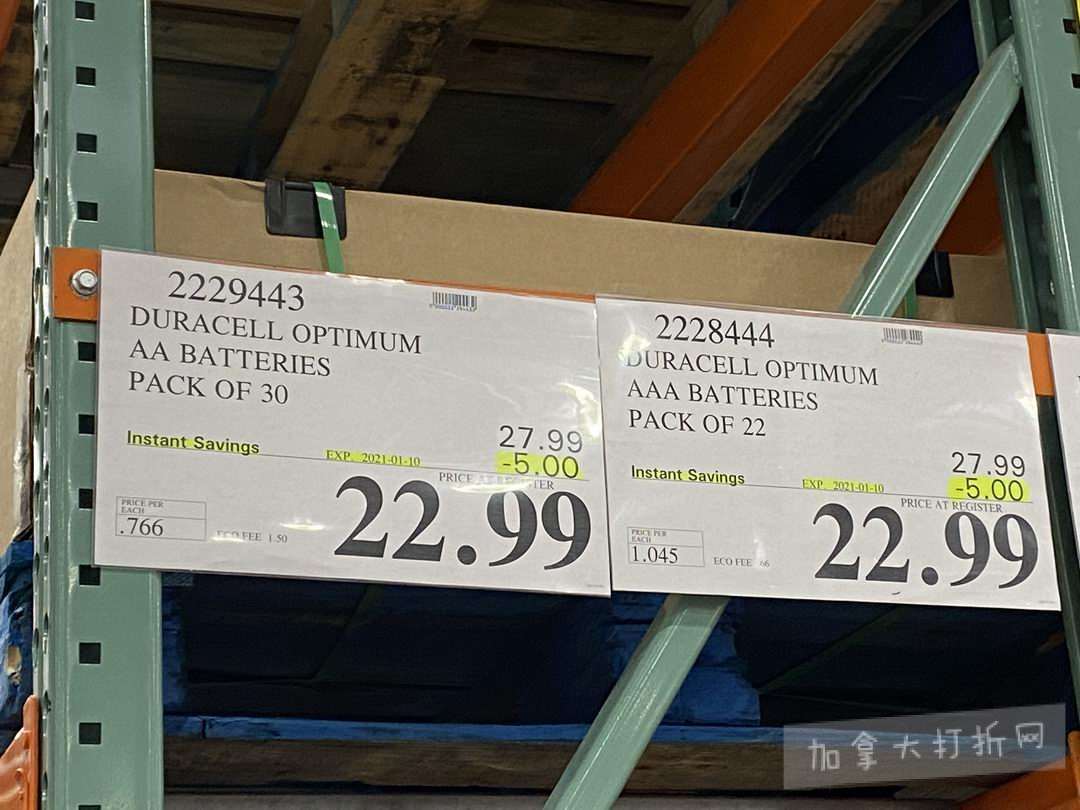 2229443
DURACELL OPTIMUM
AA BATTERIES
PACK OF 30
27.99
Instant Savings
EXP. 2021-01-10
-5.00
PRICE AT REGISTER
PRICE PER
EACH
.766
ECO FEE 1.50
22.99
2228444
DURACELL OPTIMUM
AAA BATTERIES
PACK OF 22
27.99
Instant Savings
EXP. 2021-01-10
-5.00
PRICE AT REGISTER
PRICE PER
EACH
1.045
ECO FEE .66
22.99
加拿大打折网